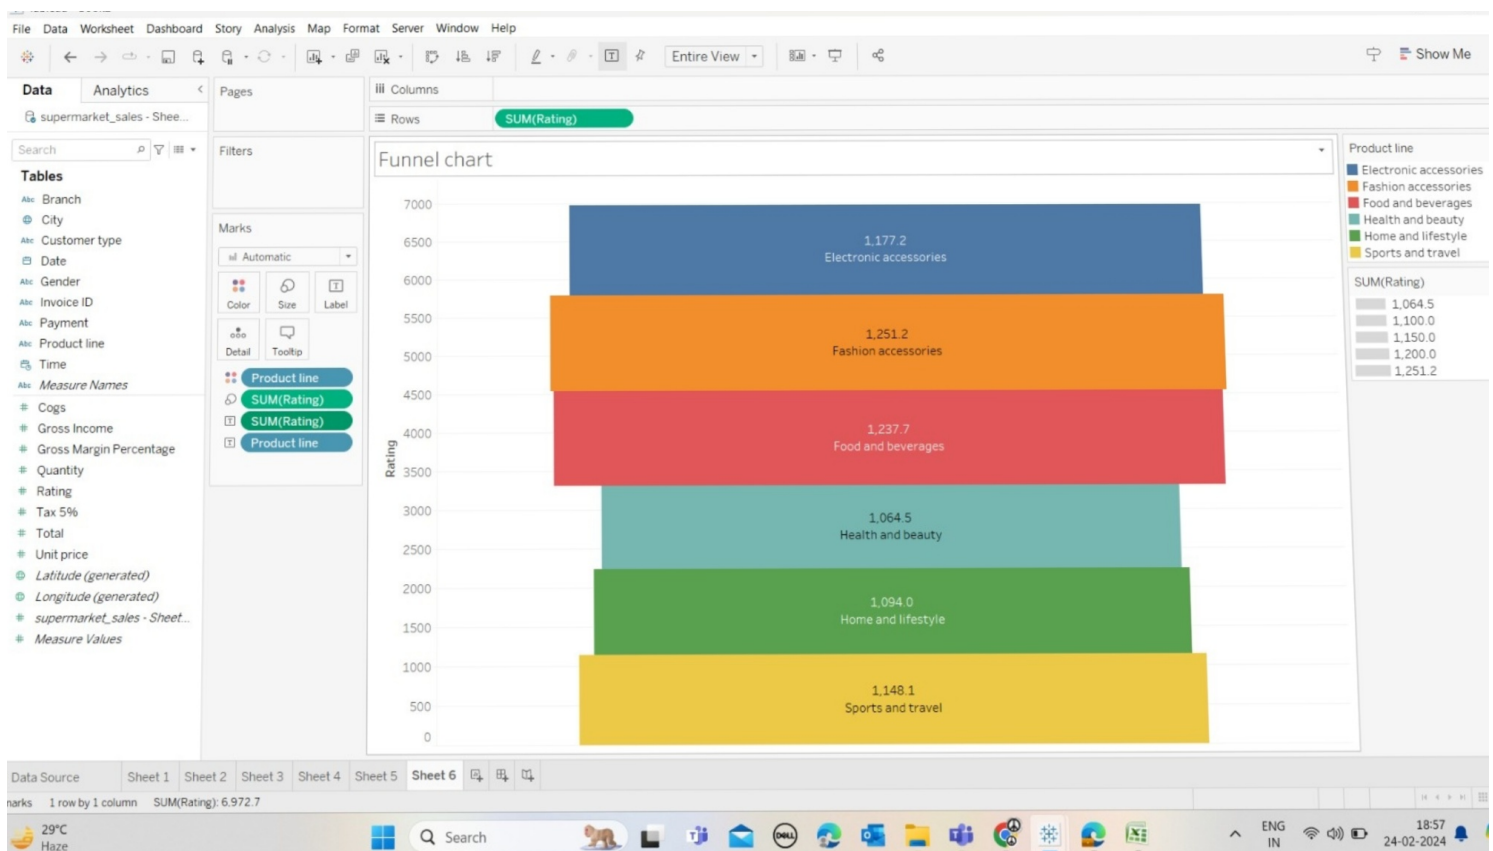 File Data Worksheet Dashboard Story Analysis Map Format Server Window Help
Entire View
Show Me
Data Analytics
supermarket_sales - Shee...
Search
Tables
Abc Branch
City
Abc Customer type
Date
Abc Gender
Abc Invoice ID
Abc Payment
Abc Product line
Time
Abc Measure Names
# Cogs
# Gross Income
# Gross Margin Percentage
# Quantity
# Rating
# Tax 5%
# Total
# Unit price
Latitude (generated)
Longitude (generated)
# supermarket_sales - Sheet...
# Measure Values
Pages
Filters
Marks
Automatic
Color Size Label
Detail Tooltip
Product line
SUM(Rating)
SUM(Rating)
Product line
Columns
Rows SUM(Rating)
Funnel chart
Rating
7000
6500
6000
5500
5000
4500
4000
3500
3000
2500
2000
1500
1000
500
0
1,177.2
Electronic accessories
1,251.2
Fashion accessories
1,237.7
Food and beverages
1,064.5
Health and beauty
1,094.0
Home and lifestyle
1,148.1
Sports and travel
Product line
Electronic accessories
Fashion accessories
Food and beverages
Health and beauty
Home and lifestyle
Sports and travel
SUM(Rating)
1,064.5
1,100.0
1,150.0
1,200.0
1,251.2
Data Source Sheet 1 Sheet 2 Sheet 3 Sheet 4 Sheet 5 Sheet 6
1 row by 1 column SUM(Rating): 6,972.7
29°C
Haze
Search
DELL
ENG
IN
18:57
24-02-2024